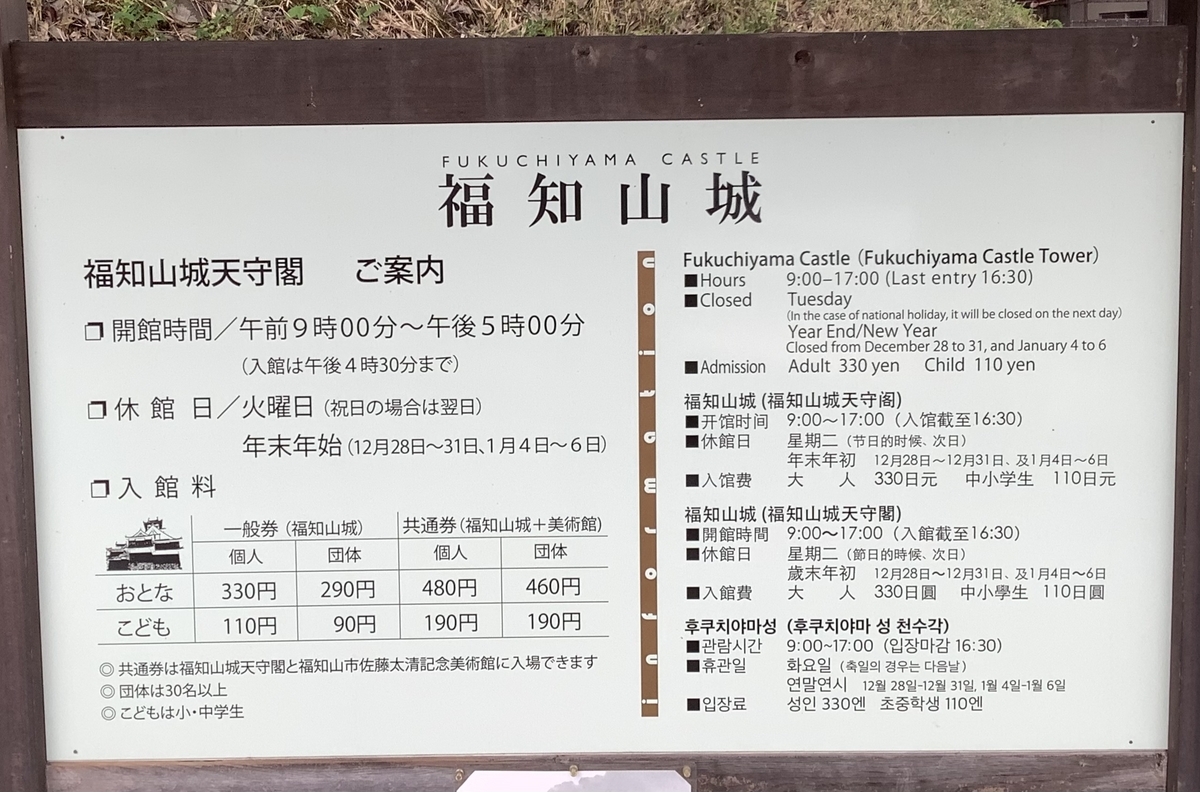 FUKUCHIYAMA CASTLE
福知山城
福知山城天守閣　ご案内
❒ 開館時間／午前９時00分～午後５時00分
（入館は午後４時30分まで）
❒ 休 館 日／火曜日（祝日の場合は翌日）
年末年始（12月28日～31日、１月４日～６日）
❒ 入 館 料
一般券（福知山城）　共通券（福知山城＋美術館）
個人　団体　個人　団体
おとな　330円　290円　480円　460円
こども　110円　90円　190円　190円
◎ 共通券は福知山城天守閣と福知山市佐藤太清記念美術館に入場できます
◎ 団体は30名以上
◎ こどもは小・中学生
Fukuchiyama Castle（Fukuchiyama Castle Tower）
■Hours 9:00–17:00 (Last entry 16:30)
■Closed Tuesday
(In the case of national holiday, it will be closed on the next day)
Year End/New Year
Closed from December 28 to 31, and January 4 to 6
■Admission Adult 330 yen Child 110 yen
福知山城 (福知山城天守阁）
■开馆时间 9:00～17:00（入馆截至16:30）
■休館日 星期二（节日的时候、次日）
年末年初 12月28日～12月31日、及1月4日～6日
■入馆费 大　人 330日元 中小学生 110日元
福知山城 (福知山城天守閣）
■開館時間 9:00～17:00（入館截至16:30）
■休館日 星期二（節日的時候、次日）
歲末年初 12月28日～12月31日、及1月4日～6日
■入館費 大　人 330日圓 中小學生 110日圓
후쿠치야마성（후쿠치야마 성 천수각）
■관람시간 9:00~17:00（입장마감 16:30）
■휴관일 화요일（축일의 경우는 다음날）
연말연시 12월 28일~12월 31일, 1월 4일~1월 6일
■입장료 성인 330엔 초중학생 110엔